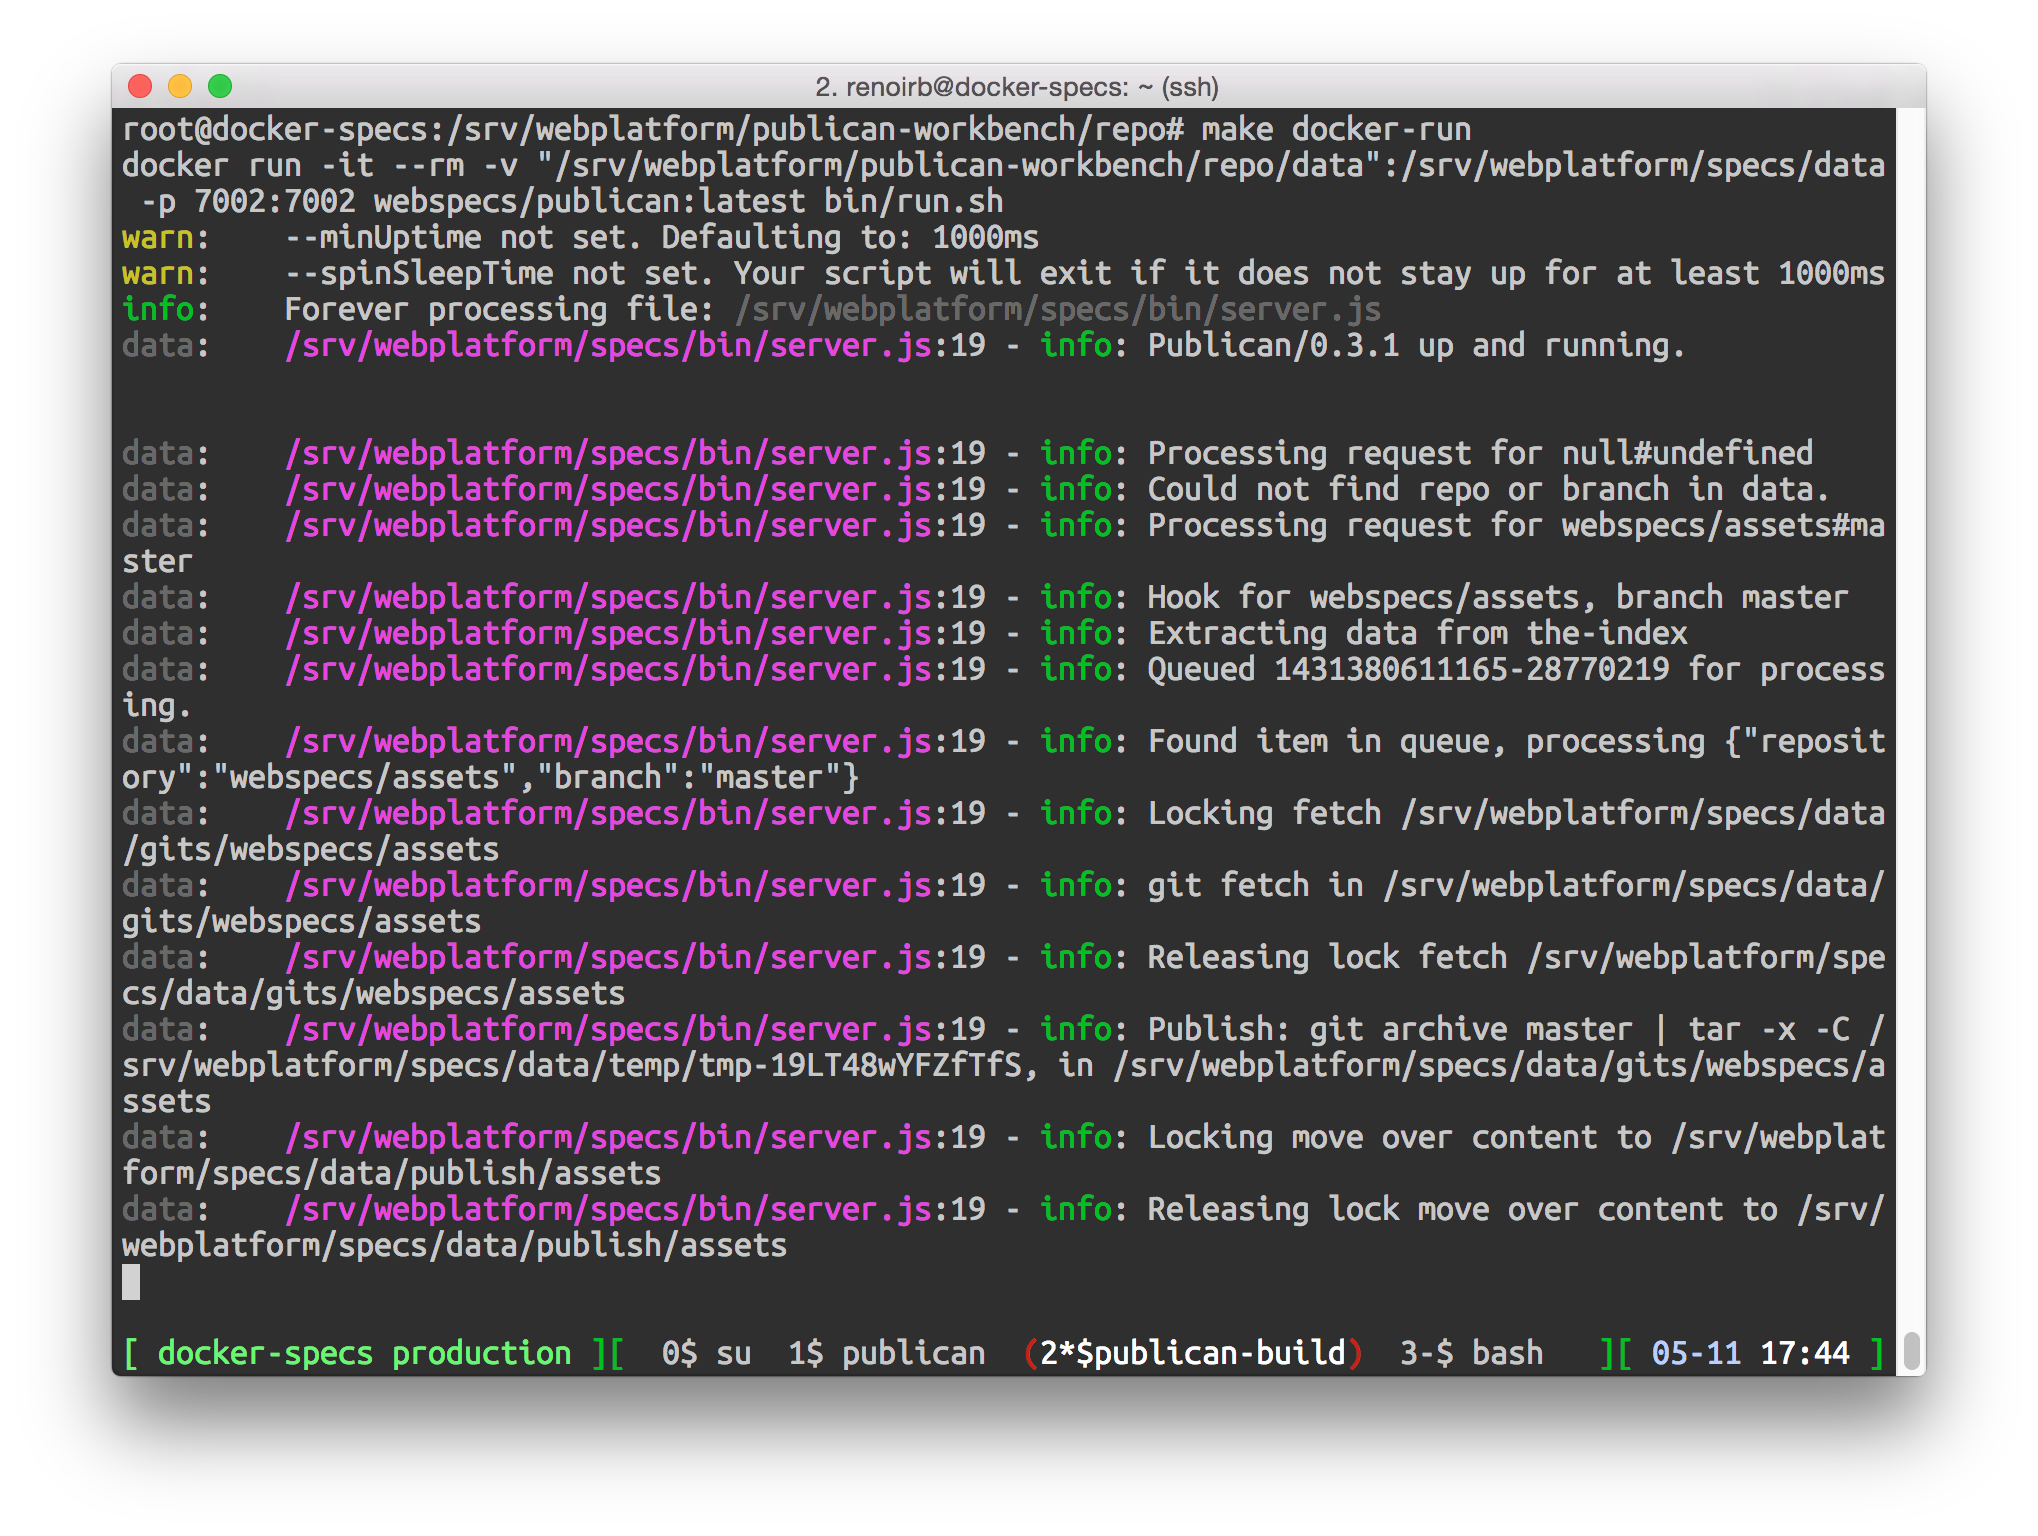 2. renoirb@docker-specs: ~ (ssh)
root@docker-specs:/srv/webplatform/publican-workbench/repo# make docker-run
docker run -it --rm -v "/srv/webplatform/publican-workbench/repo/data":/srv/webplatform/specs/data
 -p 7002:7002 webspecs/publican:latest bin/run.sh
warn:    --minUptime not set. Defaulting to: 1000ms
warn:    --spinSleepTime not set. Your script will exit if it does not stay up for at least 1000ms
info:    Forever processing file: /srv/webplatform/specs/bin/server.js
data:    /srv/webplatform/specs/bin/server.js:19 - info: Publican/0.3.1 up and running.
data:    /srv/webplatform/specs/bin/server.js:19 - info: Processing request for null#undefined
data:    /srv/webplatform/specs/bin/server.js:19 - info: Could not find repo or branch in data.
data:    /srv/webplatform/specs/bin/server.js:19 - info: Processing request for webspecs/assets#ma
ster
data:    /srv/webplatform/specs/bin/server.js:19 - info: Hook for webspecs/assets, branch master
data:    /srv/webplatform/specs/bin/server.js:19 - info: Extracting data from the-index
data:    /srv/webplatform/specs/bin/server.js:19 - info: Queued 1431380611165-28770219 for process
ing.
data:    /srv/webplatform/specs/bin/server.js:19 - info: Found item in queue, processing {"reposit
ory":"webspecs/assets","branch":"master"}
data:    /srv/webplatform/specs/bin/server.js:19 - info: Locking fetch /srv/webplatform/specs/data
/gits/webspecs/assets
data:    /srv/webplatform/specs/bin/server.js:19 - info: git fetch in /srv/webplatform/specs/data/
gits/webspecs/assets
data:    /srv/webplatform/specs/bin/server.js:19 - info: Releasing lock fetch /srv/webplatform/spe
cs/data/gits/webspecs/assets
data:    /srv/webplatform/specs/bin/server.js:19 - info: Publish: git archive master | tar -x -C /
srv/webplatform/specs/data/temp/tmp-19LT48wYFZfTfS, in /srv/webplatform/specs/data/gits/webspecs/a
ssets
data:    /srv/webplatform/specs/bin/server.js:19 - info: Locking move over content to /srv/webplat
form/specs/data/publish/assets
data:    /srv/webplatform/specs/bin/server.js:19 - info: Releasing lock move over content to /srv/
webplatform/specs/data/publish/assets
[ docker-specs production ][  0$ su  1$ publican  (2*$publican-build)  3-$ bash   ][ 05-11 17:44 ]